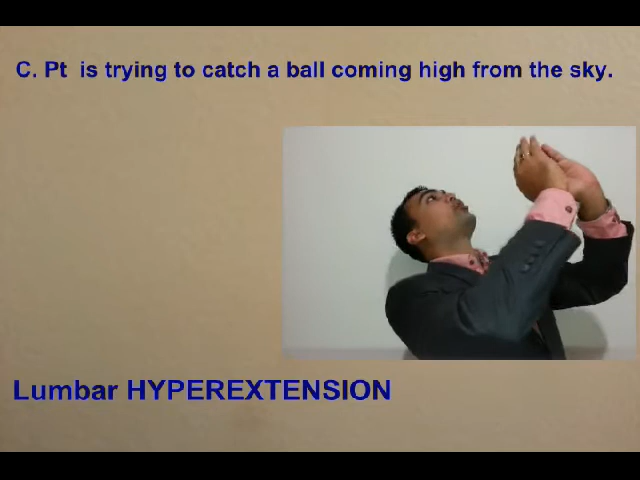 C. Pt is trying to catch a ball coming high from the sky.
Lumbar HYPEREXTENSION